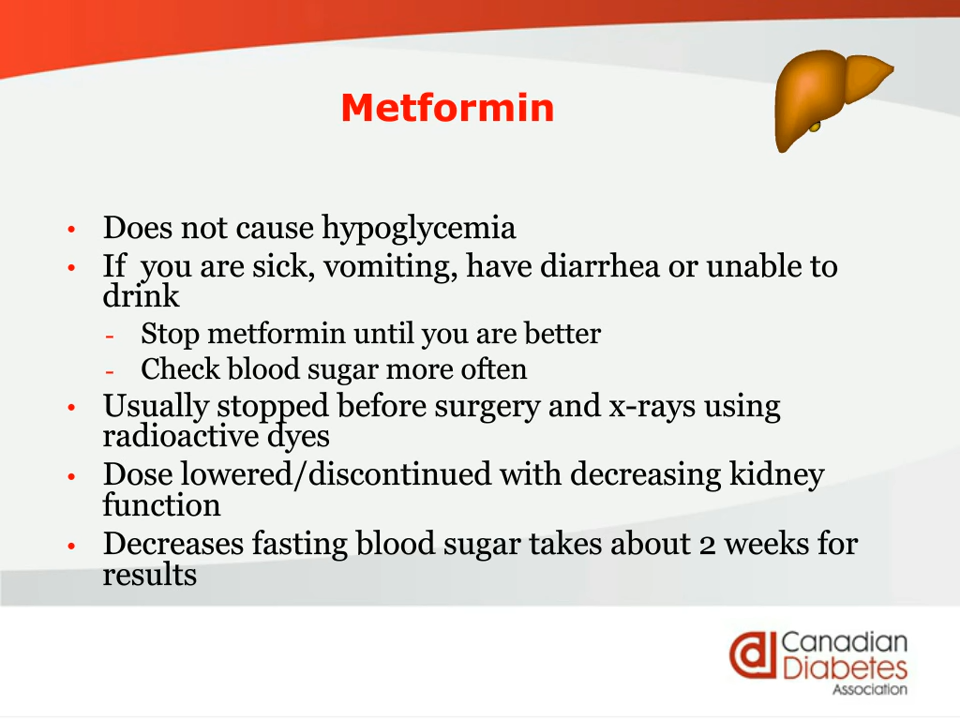 Metformin
• Does not cause hypoglycemia
• If you are sick, vomiting, have diarrhea or unable to
drink
- Stop metformin until you are better
- Check blood sugar more often
• Usually stopped before surgery and x-rays using
radioactive dyes
• Dose lowered/discontinued with decreasing kidney
function
• Decreases fasting blood sugar takes about 2 weeks for
results
Canadian
Diabetes
Association